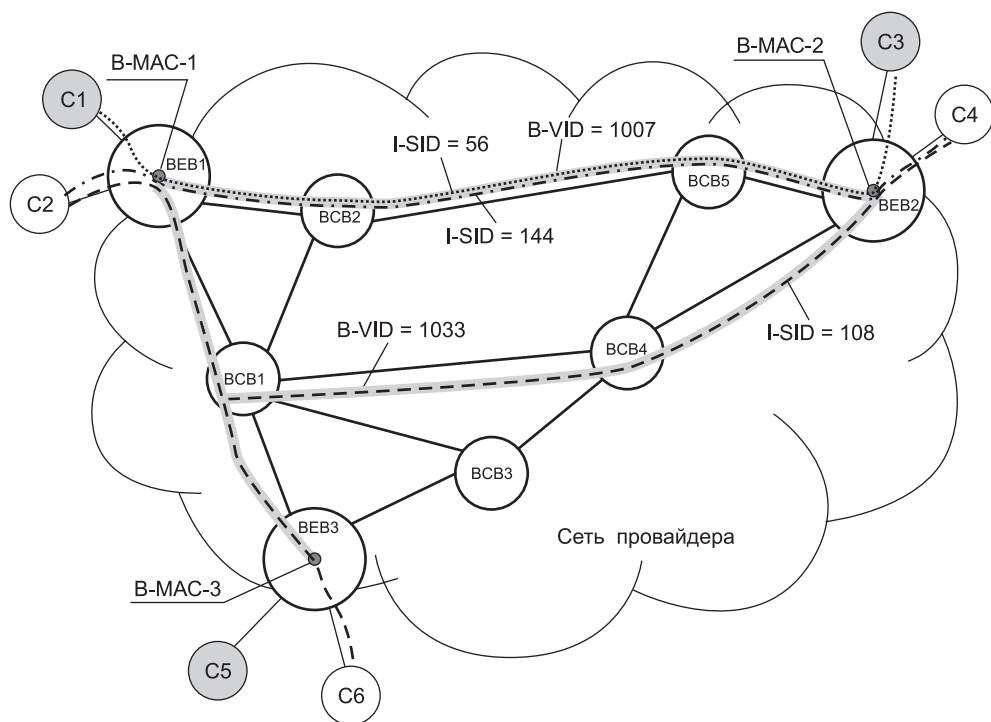 C3
B-MAC-1
B-MAC-2
C1
C4
B-VID = 1007
I-SID = 56
BEB1
BCB5
C2
BEB2
BCB2
I-SID = 144
B-VID = 1033
I-SID = 108
BCB4
BCB1
BCB3
BEB3
Сеть провайдера
B-MAC-3
C5
C6